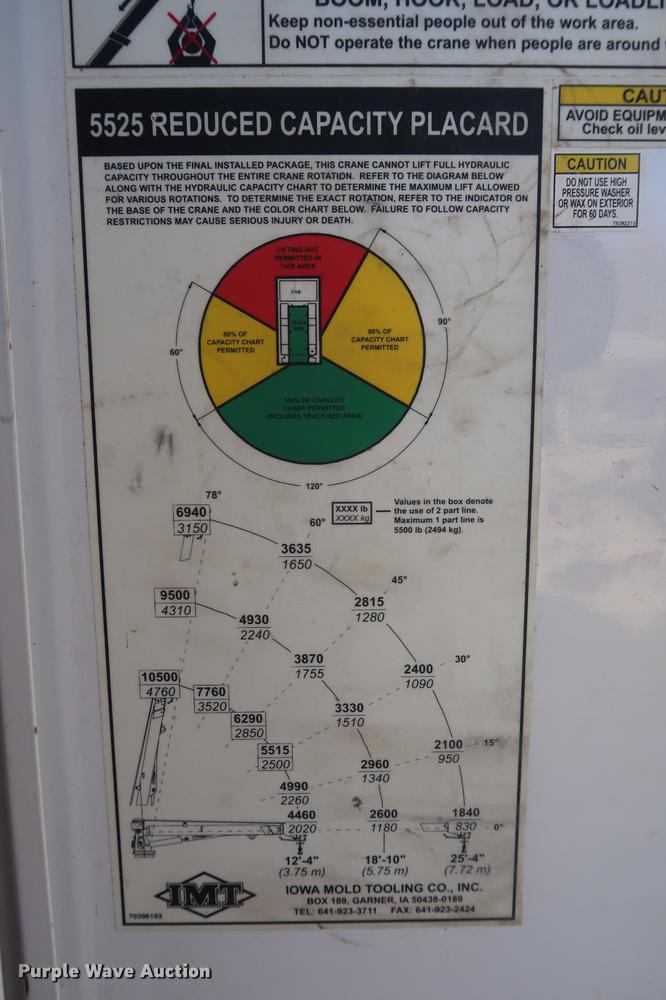 BOOM, HOOK, LOAD, OR
Keep non-essential people out of the work area.
Do NOT operate the crane when people are around
5525 REDUCED CAPACITY PLACARD
BASED UPON THE FINAL INSTALLED PACKAGE, THIS CRANE CANNOT LIFT FULL HYDRAULIC
CAPACITY THROUGHOUT THE ENTIRE CRANE ROTATION. REFER TO THE DIAGRAM BELOW
ALONG WITH THE HYDRAULIC CAPACITY CHART TO DETERMINE THE MAXIMUM LIFT ALLOWED
FOR VARIOUS ROTATIONS. TO DETERMINE THE EXACT ROTATION, REFER TO THE INDICATOR ON
THE BASE OF THE CRANE AND THE COLOR CHART BELOW. FAILURE TO FOLLOW CAPACITY
RESTRICTIONS MAY CAUSE SERIOUS INJURY OR DEATH.
AVOID
Check oil
CAUTION
DO NOT USE HIGH
PRESSURE WASHER
OR WAX ON EXTERIOR
FOR 60 DAYS.
70392213
LIFTING NOT
PERMITTED IN
THIS AREA
CAB
TRUCK
BED
80% OF
CAPACITY CHART
PERMITTED
80% OF
CAPACITY CHART
PERMITTED
60°
90°
100% OF CAPACITY
CHART PERMITTED
(INCLUDES TRUCK BED AREA)
120°
XXXX lb
XXXX kg
Values in the box denote
the use of 2 part line.
Maximum 1 part line is
5500 lb (2494 kg).
78°
6940
3150
60°
3635
1650
9500
4310
4930
2240
45°
2815
1280
3870
1755
30°
2400
1090
10500
4760
7760
3520
6290
2850
3330
1510
5515
2500
2960
1340
2100
950
15°
4990
2260
4460
2020
2600
1180
1840
830
0°
12'-4"
(3.75 m)
18'-10"
(5.75 m)
25'-4"
(7.72 m)
IMT
IOWA MOLD TOOLING CO., INC.
BOX 189, GARNER, IA 50438-0189
TEL: 641-923-3711 FAX: 641-923-2424
70396193
Purple Wave Auction